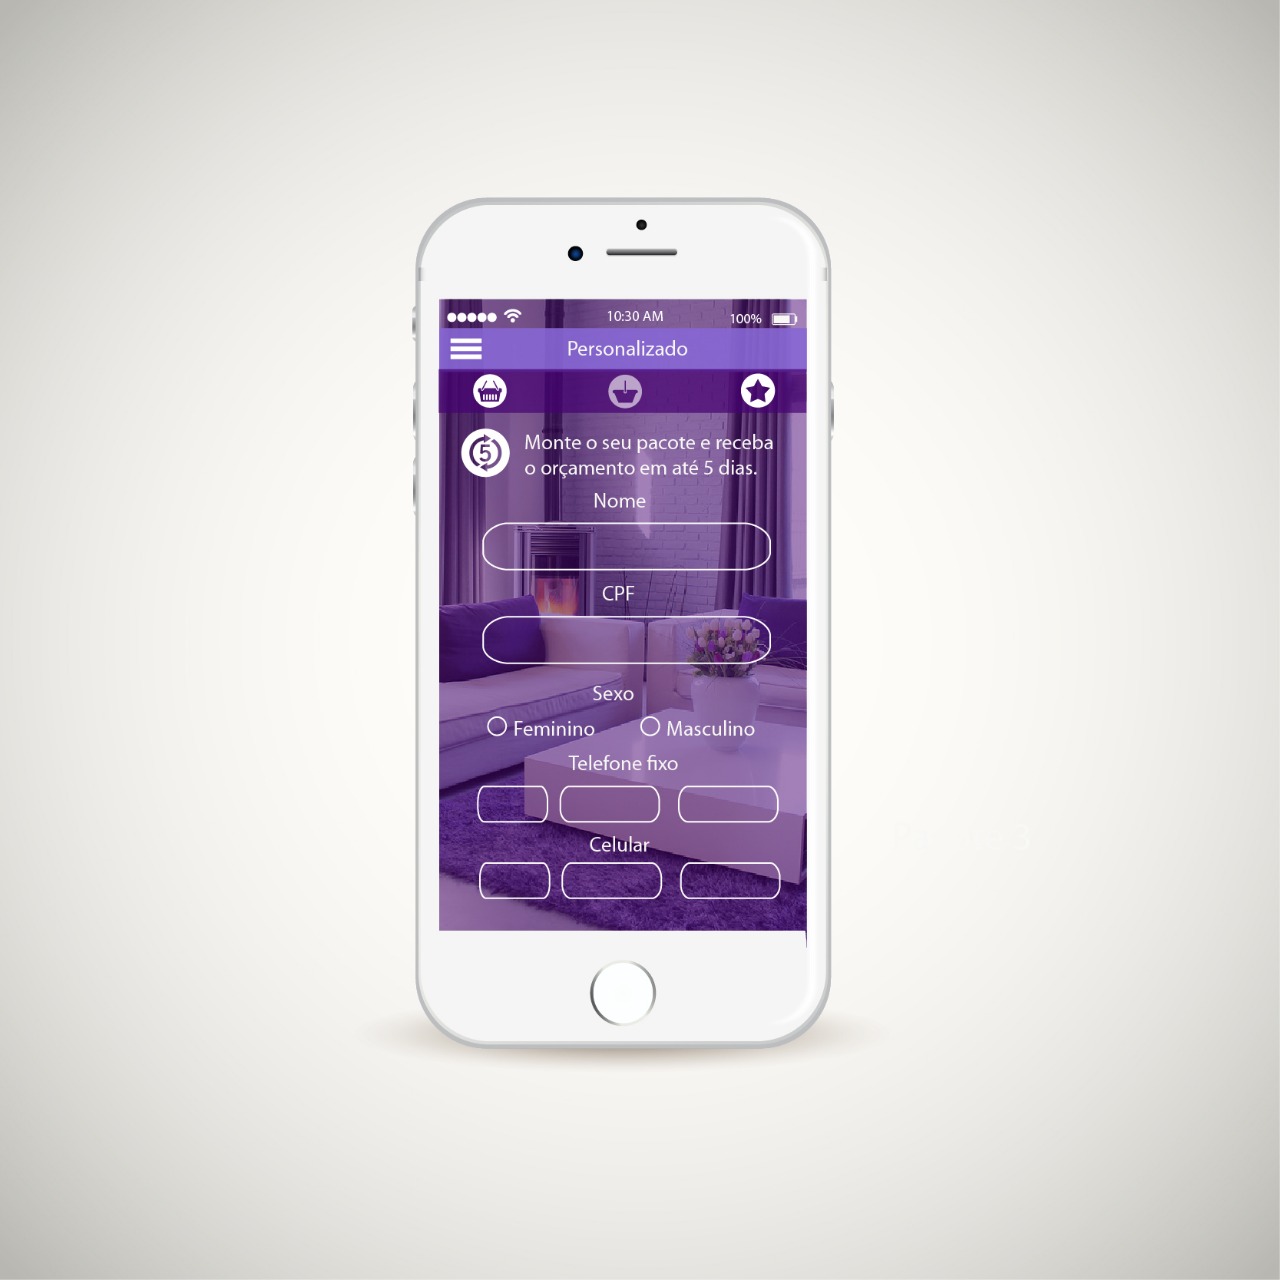 10:30 AM
100%
Personalizado
5
Monte o seu pacote e receba
o orçamento em até 5 dias.
Nome
CPF
Sexo
Feminino
Masculino
Telefone fixo
Celular